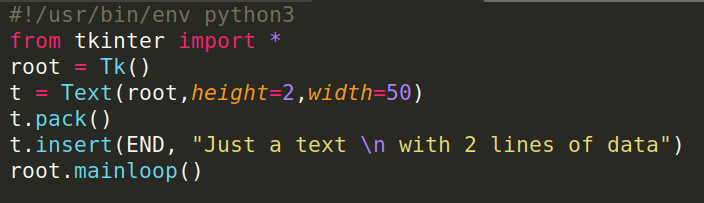 #!/usr/bin/env python3
from tkinter import *
root = Tk()
t = Text(root,height=2,width=50)
t.pack()
t.insert(END, "Just a text \n with 2 lines of data")
root.mainloop()